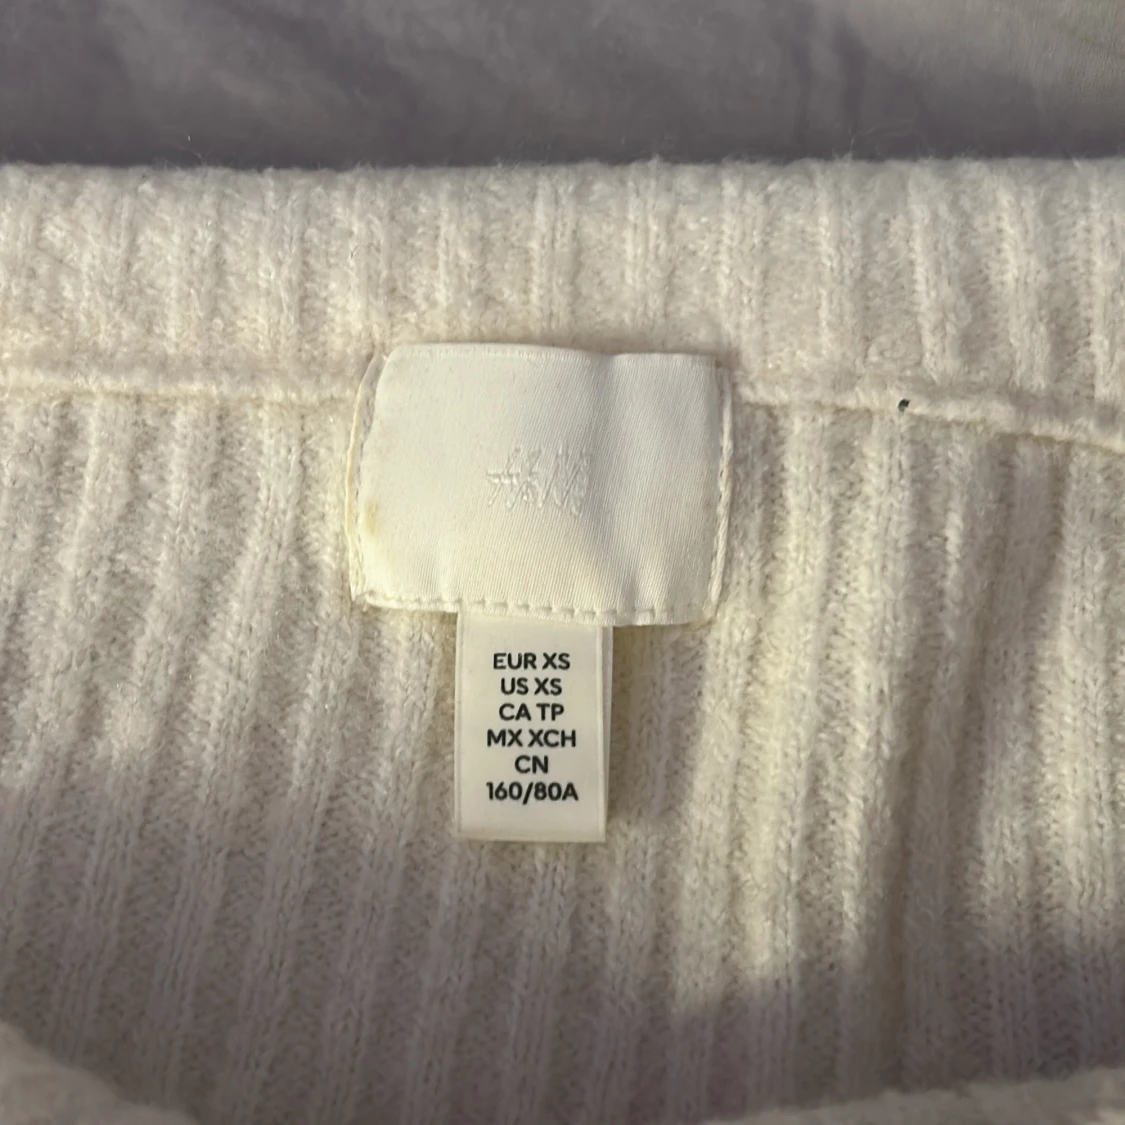 H&M
EUR XS
US XS
CA TP
MX XCH
CN
160/80A